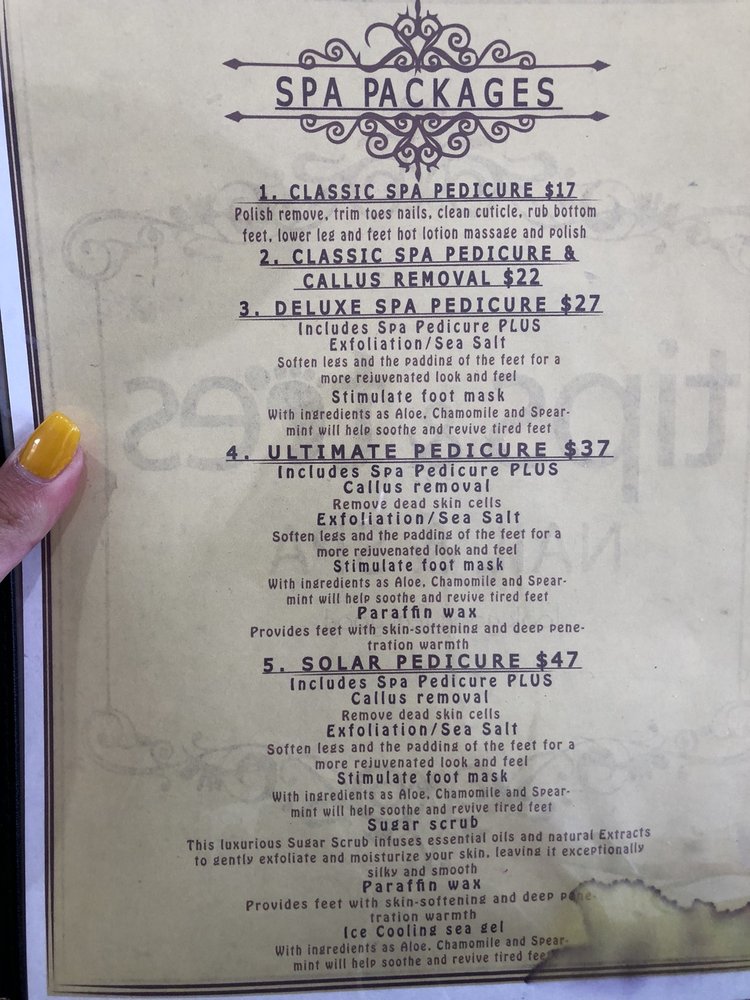 SPA PACKAGES
1. CLASSIC SPA PEDICURE $17
Polish remove, trim toes nails, clean cuticle, rub bottom
feet, lower leg and feet hot lotion massage and polish
2. CLASSIC SPA PEDICURE &
CALLUS REMOVAL $22
3. DELUXE SPA PEDICURE $27
Includes Spa Pedicure PLUS
Exfoliation/Sea Salt
Soften legs and the padding of the feet for a
more rejuvenated look and feel
Stimulate foot mask
With ingredients as Aloe, Chamomile and Spear-
mint will help soothe and revive tired feet
4. ULTIMATE PEDICURE $37
Includes Spa Pedicure PLUS
Callus removal
Remove dead skin cells
Exfoliation/Sea Salt
Soften legs and the padding of the feet for a
more rejuvenated look and feel
Stimulate foot mask
With ingredients as Aloe, Chamomile and Spear-
mint will help soothe and revive tired feet
Paraffin wax
Provides feet with skin-softening and deep pene-
tration warmth
5. SOLAR PEDICURE $47
Includes Spa Pedicure PLUS
Callus removal
Remove dead skin cells
Exfoliation/Sea Salt
Soften legs and the padding of the feet for a
more rejuvenated look and feel
Stimulate foot mask
With ingredients as Aloe, Chamomile and Spear-
mint will help soothe and revive tired feet
Sugar scrub
This luxurious Sugar Scrub infuses essential oils and natural Extracts
to gently exfoliate and moisturize your skin, leaving it exceptionally
silky and smooth
Paraffin wax
Provides feet with skin-softening and deep pene-
tration warmth
Ice Cooling sea gel
With ingredients as Aloe, Chamomile and Spear-
mint will help soothe and revive tired feet